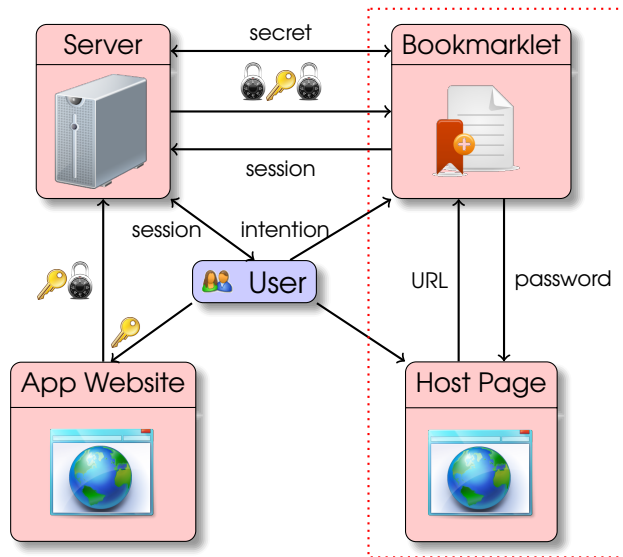 Server
secret
Bookmarklet
session
session
intention
User
URL
password
App Website
Host Page